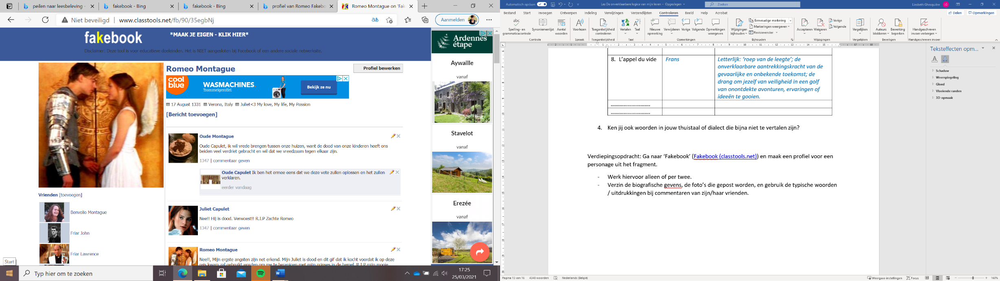 peilen naar leesbeleving -
fakebook - Bing
fakebook - Bing
profiel van Romeo Fakebo
Romeo Montague on 'Fak
Niet beveiligd | www.classtools.net/fb/90/35egbNj
Aanmelden
fakebook
*MAAK JE EIGEN - KLIK HIER*
Disclaimer: Deze tool is voor educatieve doeleinden. Het is NIET aangesloten bij Facebook of een andere sociale netwerksite.
Romeo Montague
Profiel bewerken
cool
blue
WASMACHINES.
Trommelgeroffel.
Bekijk ze nu
17 August 1331 Verona, Italy Juliet<3 My love, My life, My Passion
[Bericht toevoegen]
Oude Montague
Oude Capulet, ik wil vrede brengen tussen onze huizen, want de dood van onze kinderen heeft ons
beiden veel verdriet gebracht en wil dat we vreedzaam tegen elkaar zijn.
1347 | commentaar geven
Oude Capulet Ik ben het ermee eens dat we deze vete zullen oplossen en het zullen
verklaren.
eerder vandaag
Juliet Capulet
Nee!! Hij is dood. Verwoest!! R.I.P Zachte Romeo
1347 | commentaar geven
Romeo Montague
Nee!!, Mijn ergste angsten zijn net erkend. Mijn Juliet is dood en dit gif dat ik kocht voordat ik op deze
reis kwam zal gebruikt worden om me te herenigen met mijn prinses in de hemel. R.I.P mijn mooie
Vrienden [toevoegen]
Benvolio Montague
Friar John
Friar Lawrence
Ardennes
étape
Aywaille
vanaf
Stavelot
vanaf
Erezée
vanaf
Start
Typ hier om te zoeken
17:25
25/03/2021
Automatisch opslaan
Les De onverklaarbare logica van mijn leven - Opgeslagen
Zoeken
Liesbeth Ghesquière
LG
Bestand Start Invoegen Ontwerpen Indeling Verwijzingen Verzendlijsten Controleren Beeld Help Acrobat
Delen
Opmerkingen
Spelling- en
grammaticacontrole
Synoniemenlijst
Aantal
woorden
Voorlezen
Toegankelijkheid
controleren
Vertalen
Taal
Nieuwe
opmerking
Verwijderen
Vorige
Volgende
Opmerkingen
weergeven
Wijzigingen
bijhouden
Eenvoudige markering
Markeringen weergeven
Revisievenster
Accepteren
Weigeren
Vorige
Volgende
Vergelijken
Auteurs
blokkeren
Bewerking
beperken
Handgeschreven
invoer verbergen
Controle
Spraak
Toegankelijkheid
Taal
Opmerkingen
Bijhouden
Wijzigingen
Vergelijken
Beveiligen
Handgeschreven invoer
8. L'appel du vide
Frans
Letterlijk: 'roep van de leegte'; de
onverklaarbare aantrekkingskracht van de
gevaarlijke en onbekende toekomst; de
drang om jezelf van veiligheid in een golf
van onontdekte avonturen, ervaringen of
ideeën te gooien.
...........................
...........................
4. Ken jij ook woorden in jouw thuistaal of dialect die bijna niet te vertalen zijn?
Verdiepingsopdracht: Ga naar 'Fakebook' (Fakebook (classtools.net)) en maak een profiel voor een
personage uit het fragment.
- Werk hiervoor alleen of per twee.
- Verzin de biografische gevens, de foto's die gepost worden, en gebruik de typische woorden
/ uitdrukkingen bij commentaren van zijn/haar vrienden.
Teksteffecten opm...
Schaduw
Weerspiegeling
Gloed
Vloeiende randen
3D-opmaak
Pagina 15 van 16
4348 woorden
Nederlands (België)
Weergave-instellingen
Focus
160%